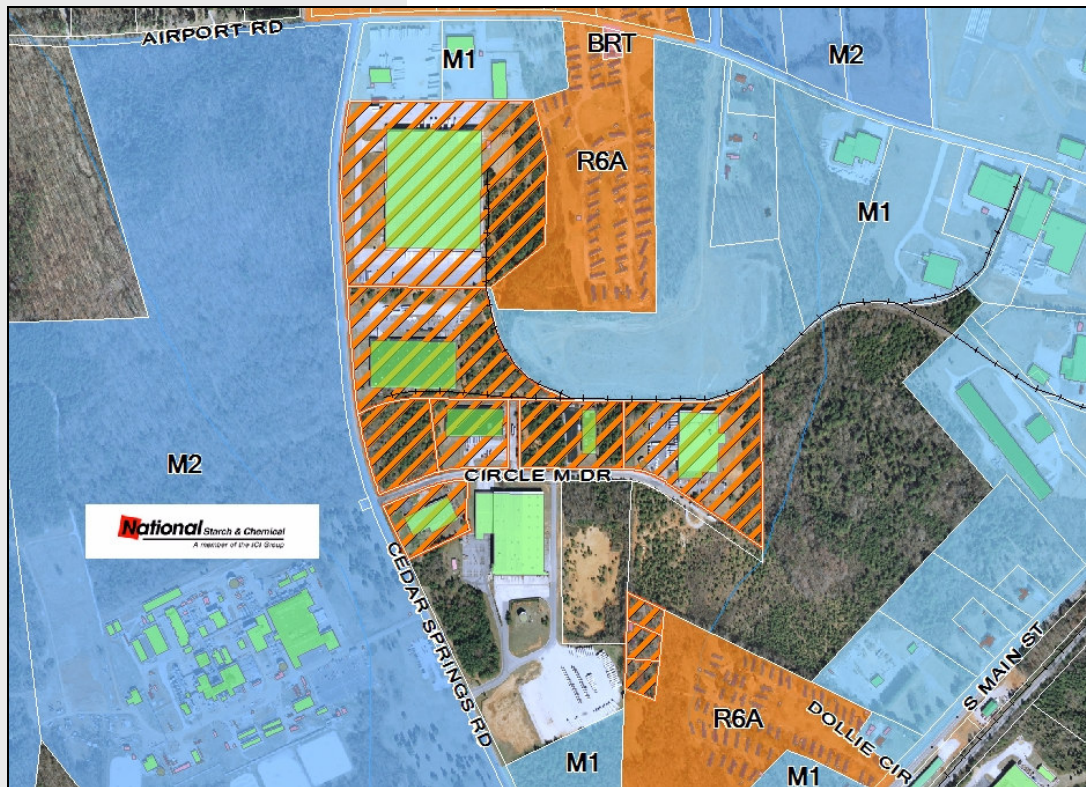 AIRPORT RD
M1
BRT
M2
R6A
M1
M2
CIRCLE M DR
National Starch & Chemical
A member of the ICI Group
CEDAR SPRINGS RD
S MAIN ST
R6A
DOLLIE CIR
M1
M1